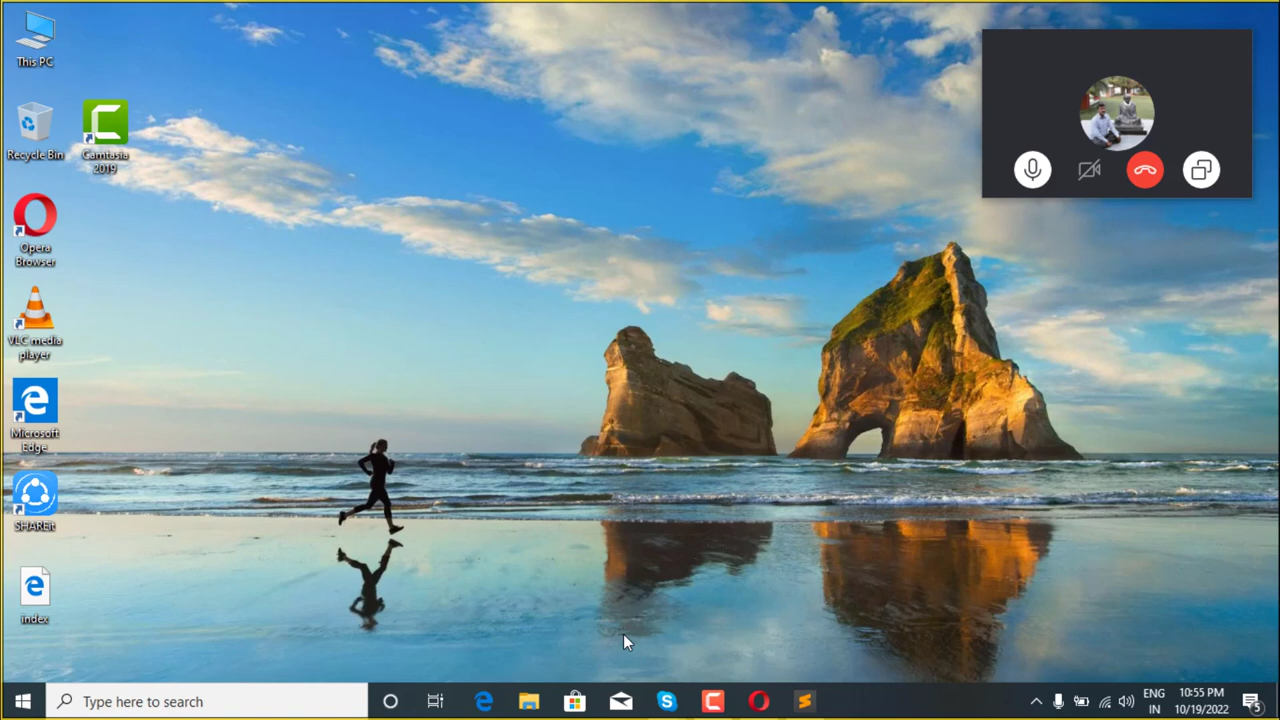 This PC
Recycle Bin
Camtasia
2019
Opera
Browser
VLC media
player
Microsoft
Edge
SHAREit
index
Type here to search
ENG
IN
10:55 PM
10/19/2022
5